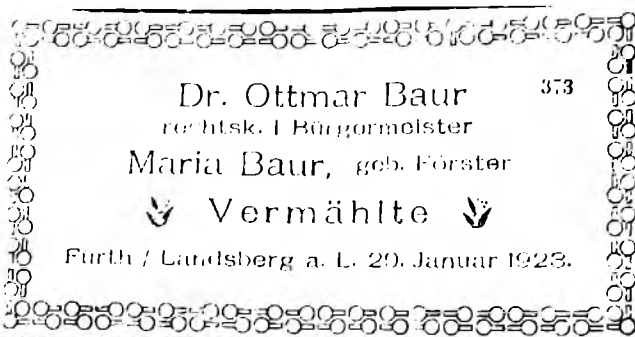 Dr. Ottmar Baur 373
rechtsk. I Bürgermeister
Maria Baur, geb. Förster
Vermählte
Fürth / Landsberg a. L. 29. Januar 1923.